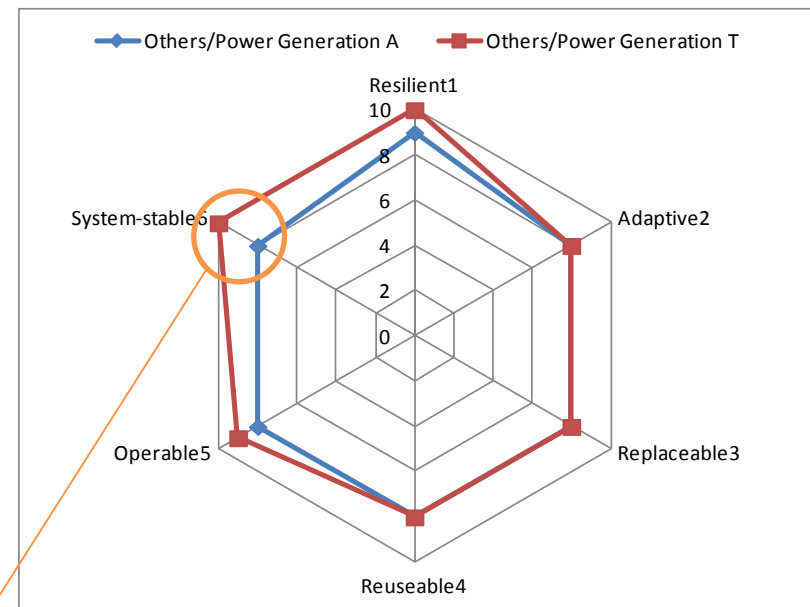 Others/Power Generation A Others/Power Generation T
Resilient1
10
8
System-stable6 Adaptive2
6
4
2
0
Operable5 Replaceable3
Reuseable4